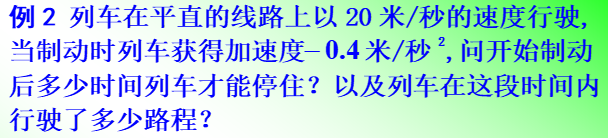 例 2 列车在平直的线路上以 20 米/秒的速度行驶,
当制动时列车获得加速度−0.4 米/秒²,问开始制动
后多少时间列车才能停住？以及列车在这段时间内
行驶了多少路程？